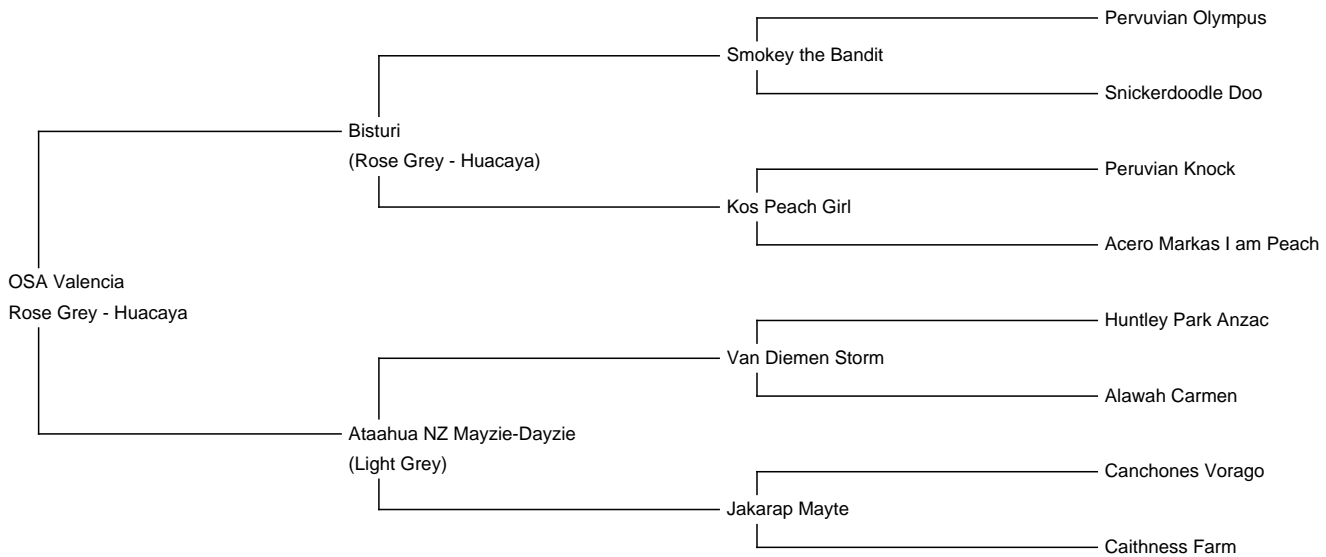 Pervuvian Olympus
Smokey the Bandit
Snickerdoodle Doo
Bisturi
(Rose Grey - Huacaya)
Peruvian Knock
Kos Peach Girl
Acero Markas I am Peach
OSA Valencia
Rose Grey - Huacaya
Huntley Park Anzac
Van Diemen Storm
Alawah Carmen
Ataahua NZ Mayzie-Dayzie
(Light Grey)
Canchones Vorago
Jakarap Mayte
Caithness Farm